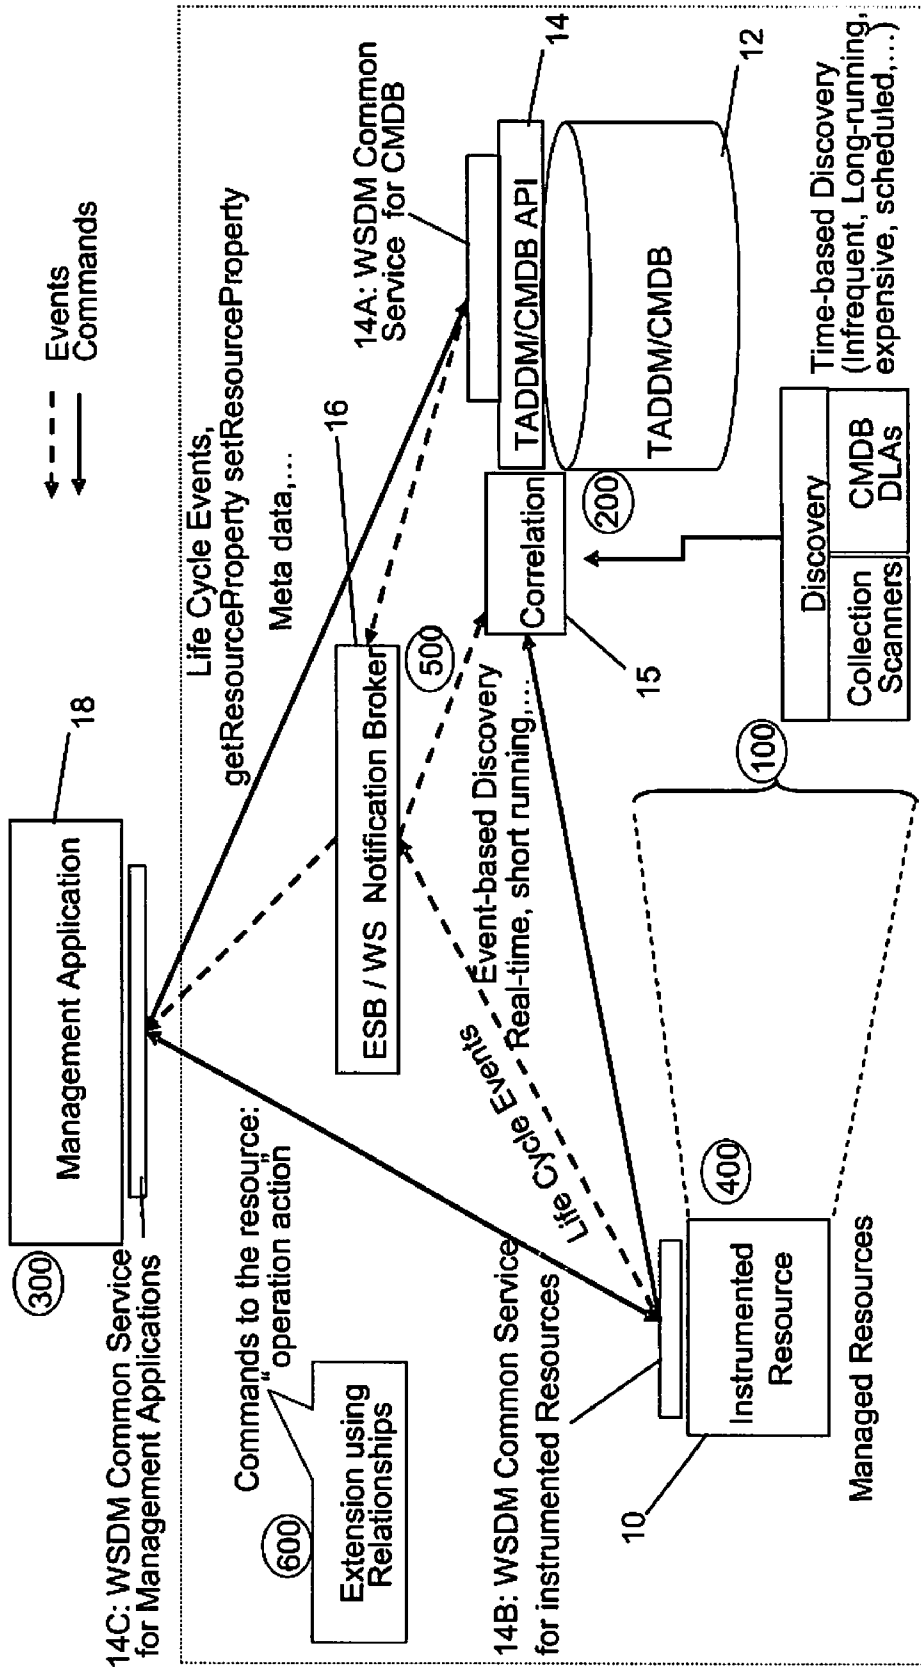 Events
Commands
300
Management Application
18
14C: WSDM Common Service
for Management Applications
Life Cycle Events,
getResourceProperty setResourceProperty
Meta data,...
600
Extension using
Relationships
Commands to the resource:
“operation action”
16
ESB / WS Notification Broker
500
14A: WSDM Common
Service for CMDB
14
TADDM/CMDB API
12
TADDM/CMDB
Correlation
200
15
Event-based Discovery
Real-time, short running,...
Life Cycle Events
14B: WSDM Common Service
for instrumented Resources
400
Instrumented
Resource
10
Managed Resources
100
Discovery
Collection
Scanners
CMDB
DLAs
Time-based Discovery
(Infrequent, Long-running,
expensive, scheduled,...)